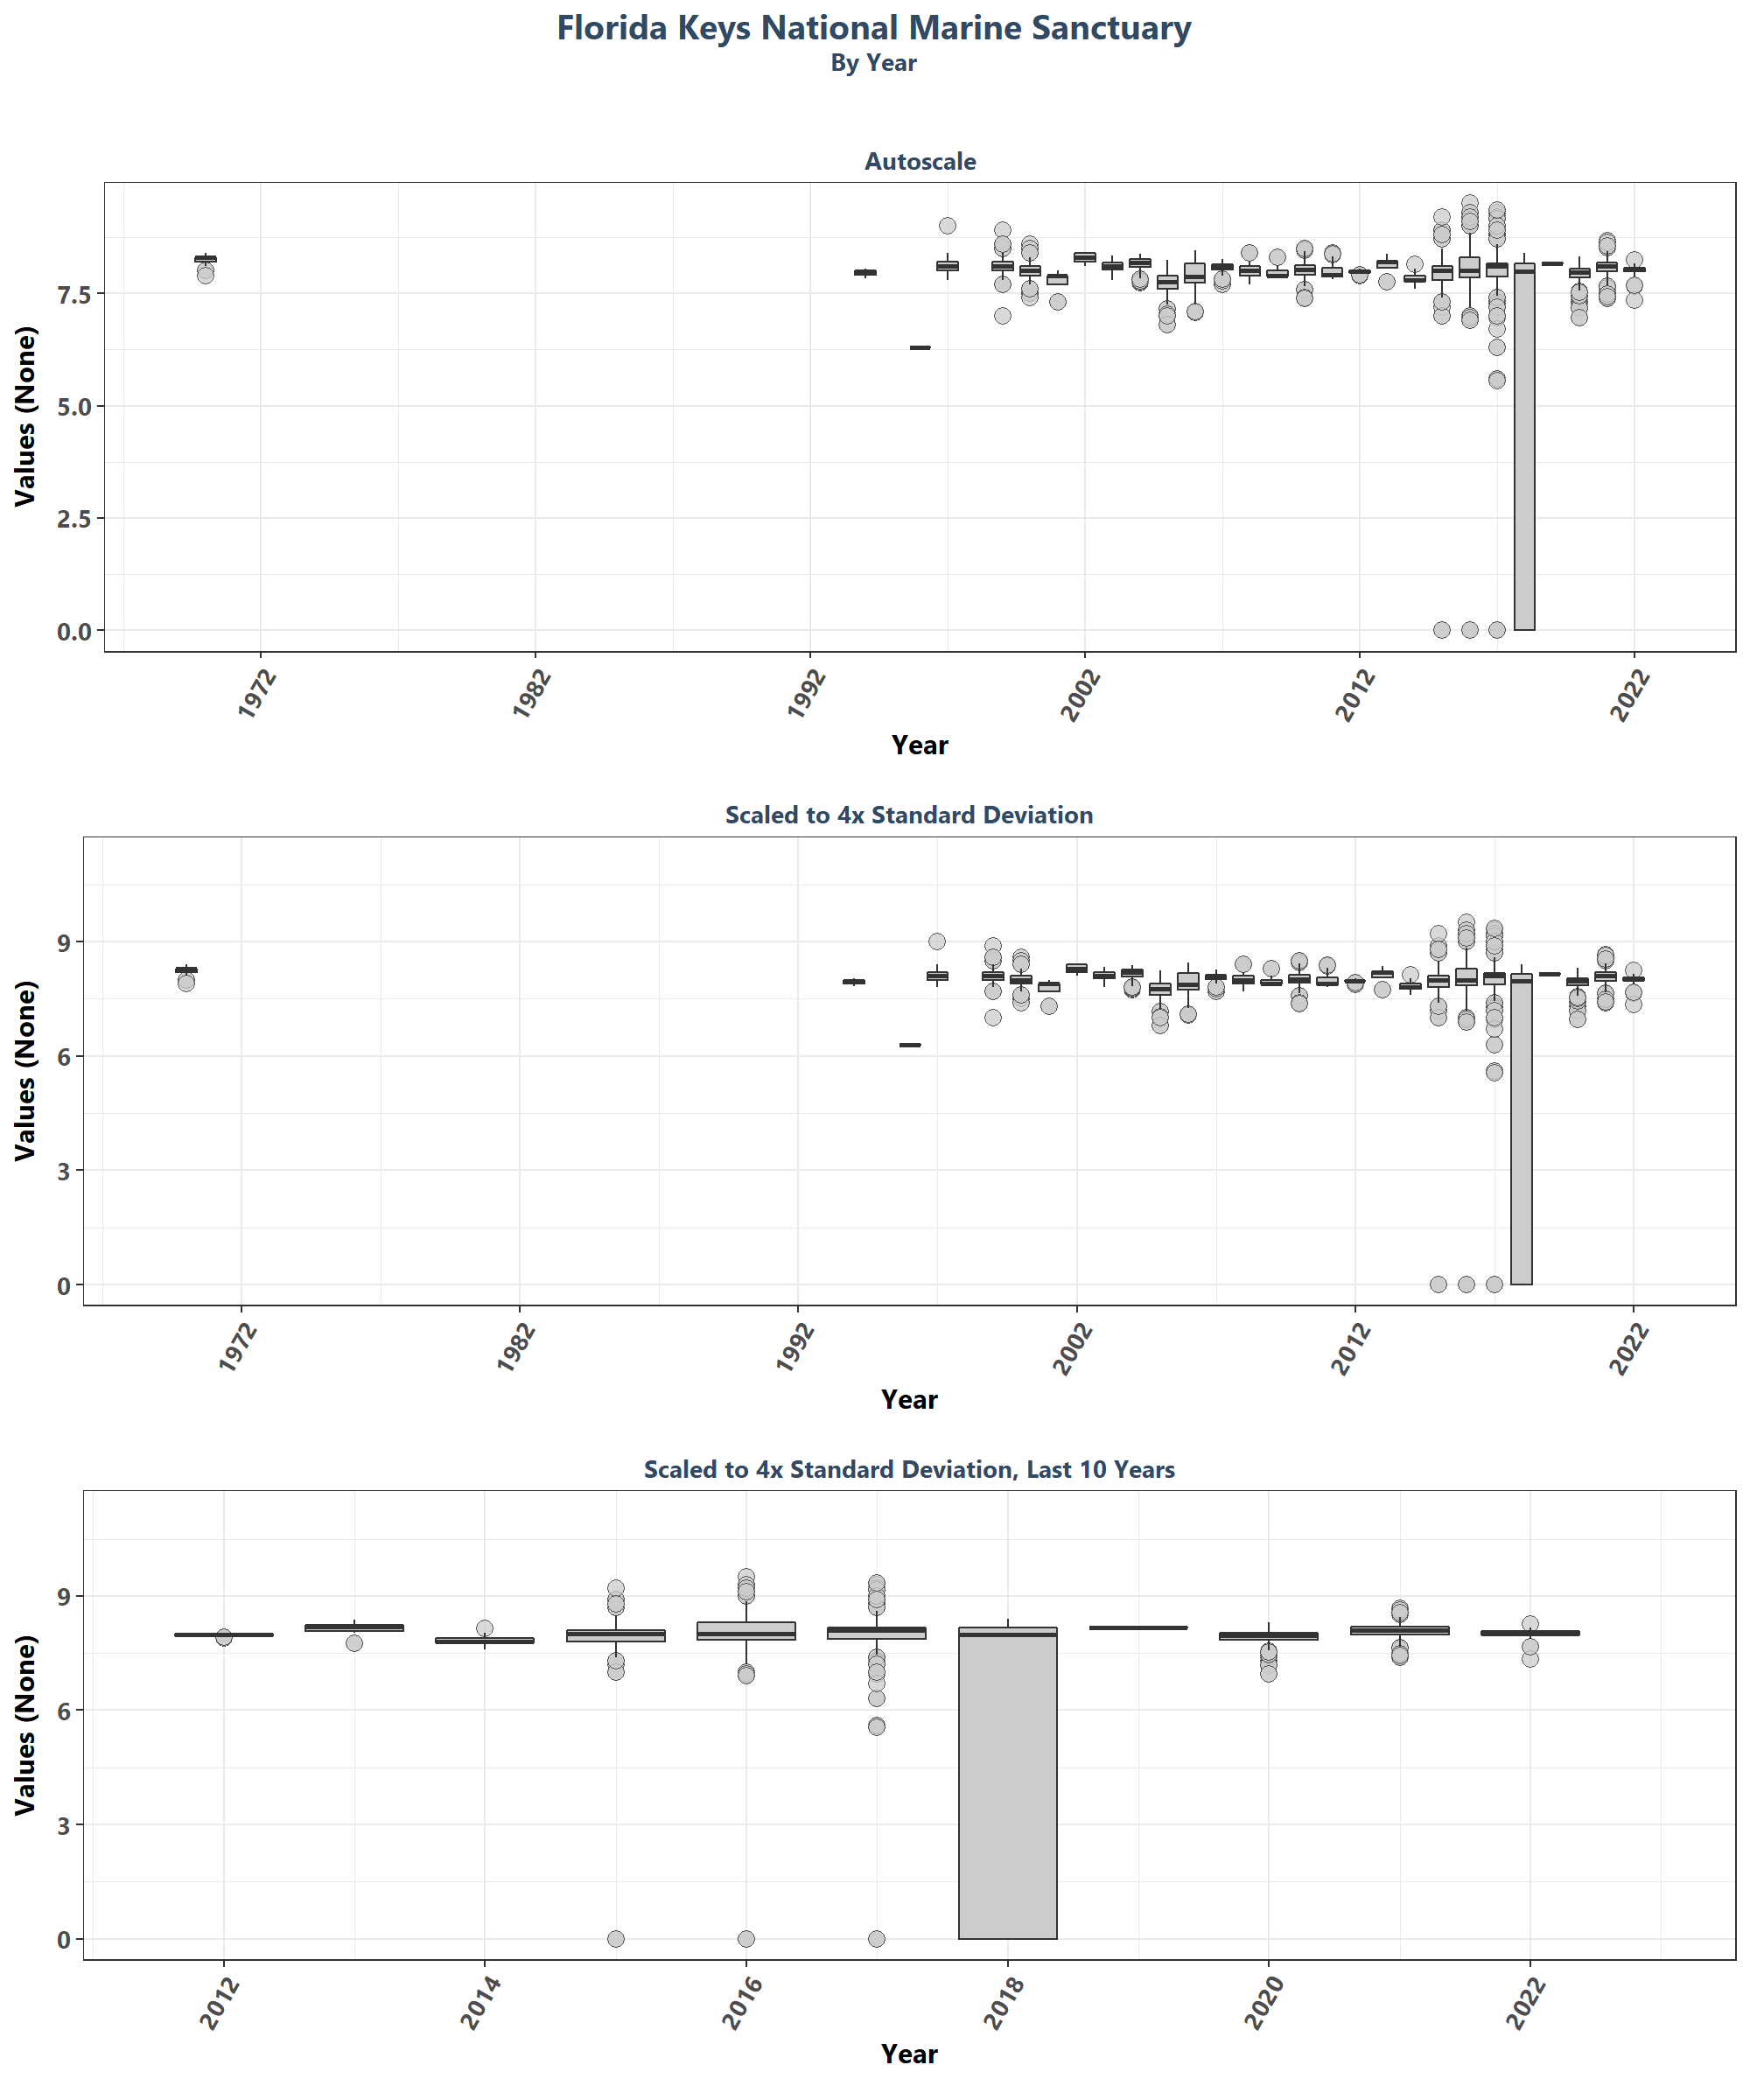 Florida Keys National Marine Sanctuary
By Year
Autoscale
Values (None)
7.5
5.0
2.5
0.0
1972
1982
1992
2002
2012
2022
Year
Scaled to 4x Standard Deviation
Values (None)
9
6
3
0
1972
1982
1992
2002
2012
2022
Year
Scaled to 4x Standard Deviation, Last 10 Years
Values (None)
9
6
3
0
2012
2014
2016
2018
2020
2022
Year